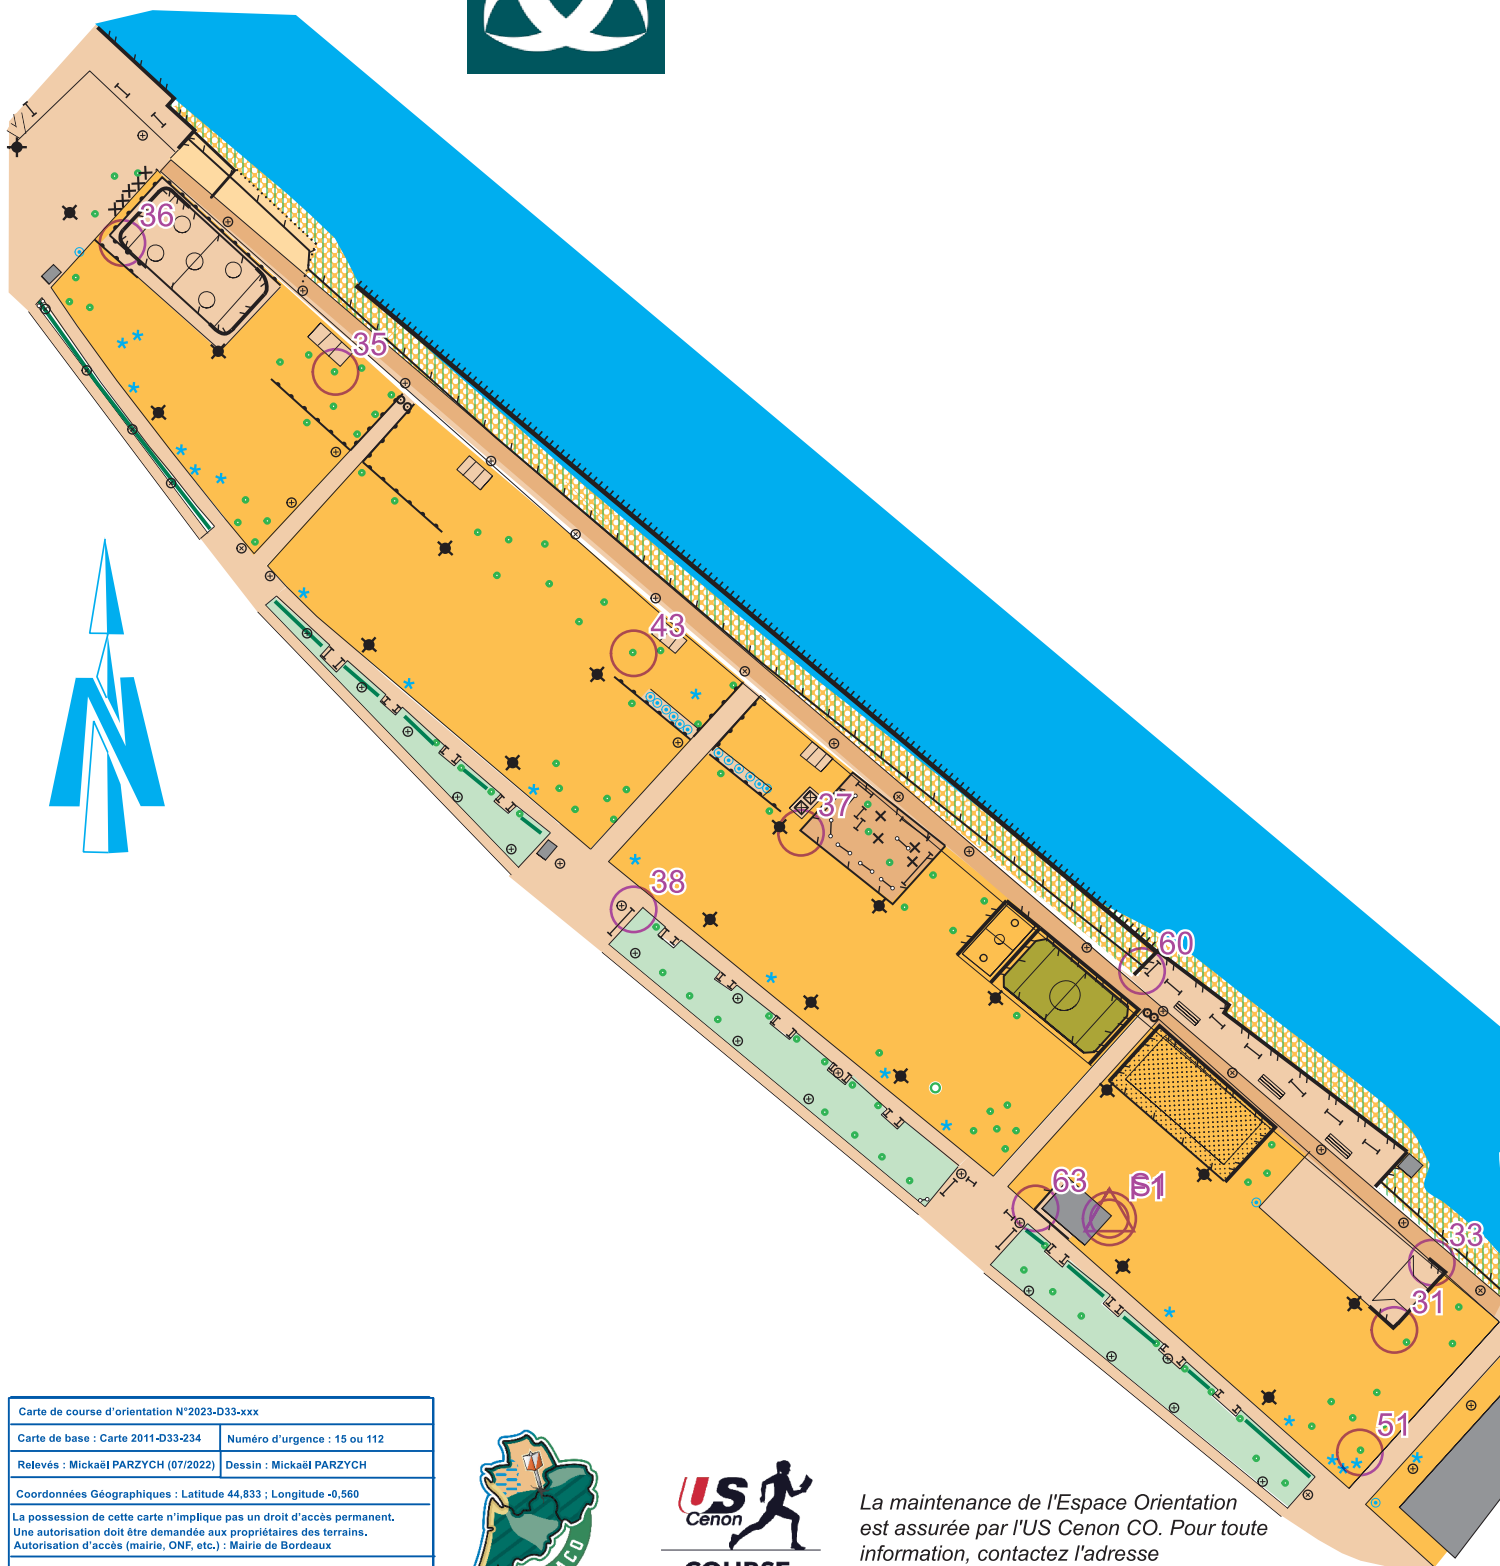 36
35
43
37
38
60
63
S1
33
31
51
N
Carte de course d'orientation N°2023-D33-xxx
Carte de base : Carte 2011-D33-234
Numéro d'urgence : 15 ou 112
Relevés : Mickaël PARZYCH (07/2022)
Dessin : Mickaël PARZYCH
Coordonnées Géographiques : Latitude 44,833 ; Longitude -0,560
La possession de cette carte n'implique pas un droit d'accès permanent.
Une autorisation doit être demandée aux propriétaires des terrains.
Autorisation d'accès (mairie, ONF, etc.) : Mairie de Bordeaux
US
Cenon
COURSE
La maintenance de l'Espace Orientation
est assurée par l'US Cenon CO. Pour toute
information, contactez l'adresse